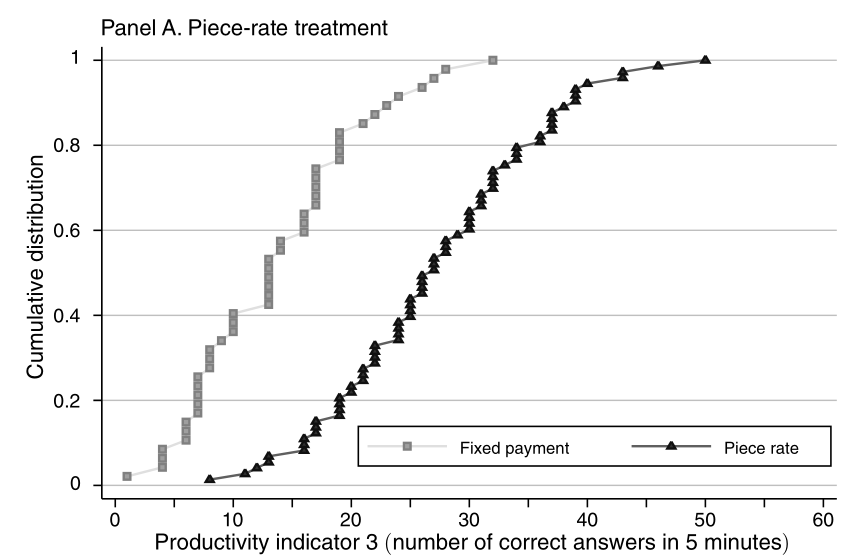 Panel A. Piece-rate treatment
1
0.8
0.6
0.4
0.2
0
Cumulative distribution
Fixed payment
Piece rate
0 10 20 30 40 50 60
Productivity indicator 3 (number of correct answers in 5 minutes)